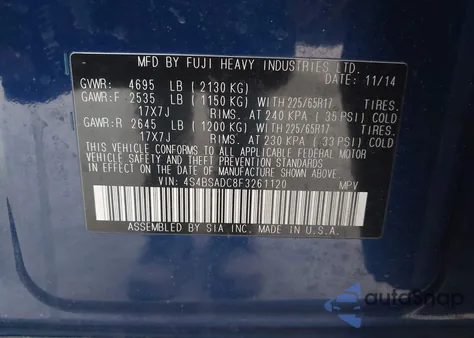 MFD BY FUJI HEAVY INDUSTRIES LTD.
DATE: 11/14
GVWR: 4695 LB (2130 KG)
GAWR:F 2535 LB (1150 KG) WITH 225/65R17 TIRES.
17X7J RIMS. AT 240 KPA (35 PSI) COLD
GAWR:R 2645 LB (1200 KG) WITH 225/65R17 TIRES.
17X7J RIMS. AT 230 KPA (33 PSI) COLD
THIS VEHICLE CONFORMS TO ALL APPLICABLE FEDERAL MOTOR
VEHICLE SAFETY AND THEFT PREVENTION STANDARDS
IN EFFECT ON THE DATE OF MANUFACTURE SHOWN ABOVE.
VIN: 4S4BSADC8F3261120 MPV
ASSEMBLED BY SIA INC. MADE IN U.S.A.
autoSnap